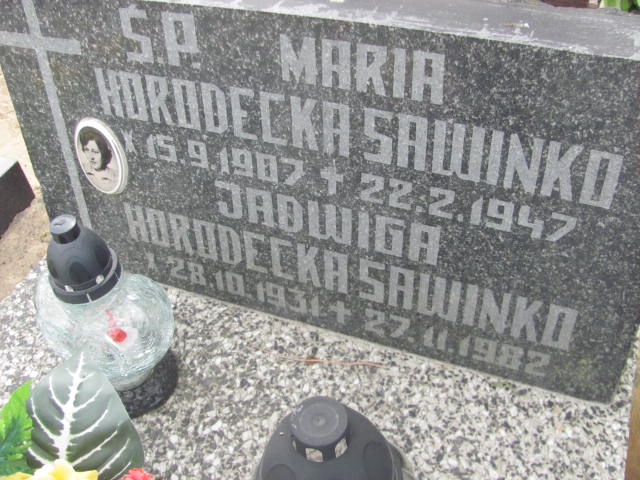 Ś.P. MARIA
HORODECKA SAWINKO
* 15.9.1907 + 22.2.1947
JADWIGA
HORODECKA SAWINKO
* 28.10.1931 + 27.11.1982